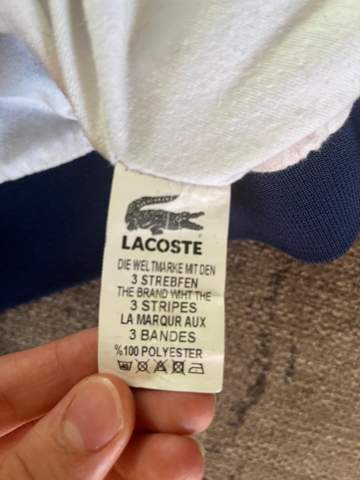 LACOSTE
DIE WELTMARKE MIT DEN
3 STREBFEN
THE BRAND WIHT THE
3 STRIPES
LA MARQUR AUX
3 BANDES
%100 POLYESTER